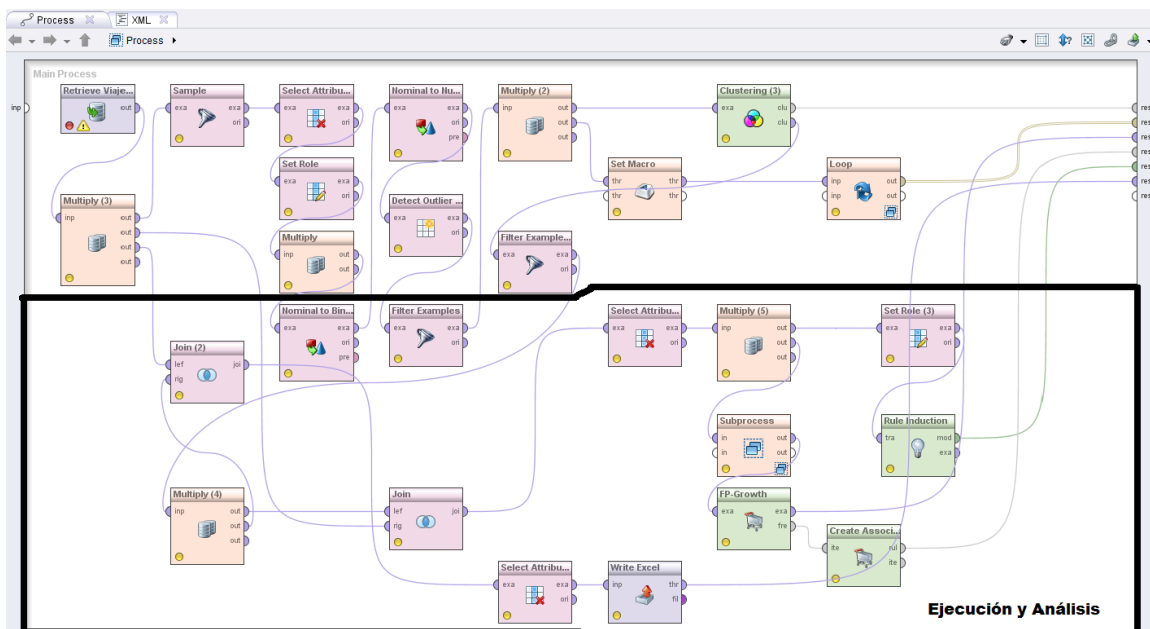 Process XML
Process
Main Process
inp
Retrieve Viaje...
out
Sample
exa exa
ori
Select Attribu...
exa exa
ori
Nominal to Nu...
exa exa
ori
pre
Multiply (2)
inp out
out
out
Clustering (3)
exa clu
clu
res
res
res
res
res
res
res
Set Role
exa exa
ori
Set Macro
thr thr
thr thr
Loop
inp out
inp out
Multiply (3)
inp out
out
out
out
Detect Outlier ...
exa exa
ori
Multiply
inp out
out
Filter Example...
exa exa
ori
Nominal to Bin...
exa exa
ori
pre
Filter Examples
exa exa
ori
Select Attribu...
exa exa
ori
Multiply (5)
inp out
out
out
Set Role (3)
exa exa
ori
Join (2)
lef joi
rig
Subprocess
in out
in out
Rule Induction
tra mod
exa
Multiply (4)
inp out
out
out
Join
lef joi
rig
FP-Growth
exa exa
fre
Create Associ...
ite rul
ite
Select Attribu...
exa exa
ori
Write Excel
inp thr
fil
Ejecución y Análisis